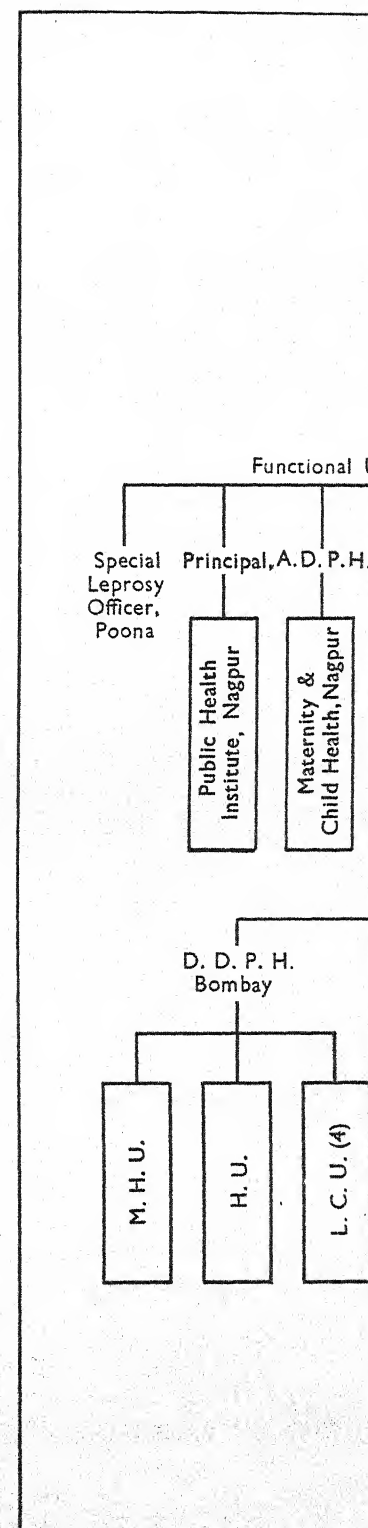 Functional
Special
Leprosy
Officer,
Poona
Principal,
A. D. P. H.
Public Health
Institute, Nagpur
Maternity &
Child Health, Nagpur
D. D. P. H.
Bombay
M. H. U.
H. U.
L. C. U. (4)